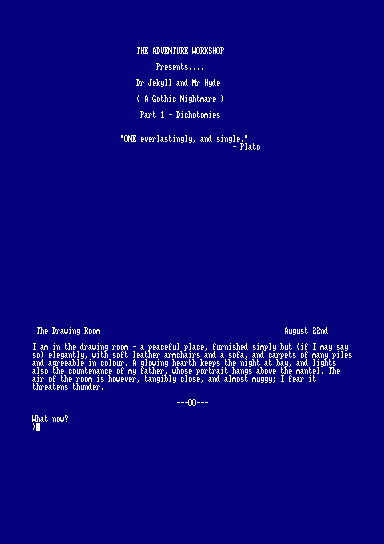 THE ADVENTURE WORKSHOP
Presents....
Dr Jekyll and Mr Hyde
( A Gothic Nightmare )
Part 1 - Dichotomies
"ONE everlastingly, and single."
- Plato
The Drawing Room August 22nd
I am in the drawing room - a peaceful place, furnished simply but (if I may say
so) elegantly, with soft leather armchairs and a sofa, and carpets of many piles
and agreeable in colour. A glowing hearth keeps the night at bay, and lights
also the countenance of my father, whose portrait hangs above the mantel. The
air of the room is however, tangibly close, and almost muggy; I fear it
threatens thunder.
---OO---
What now?
>